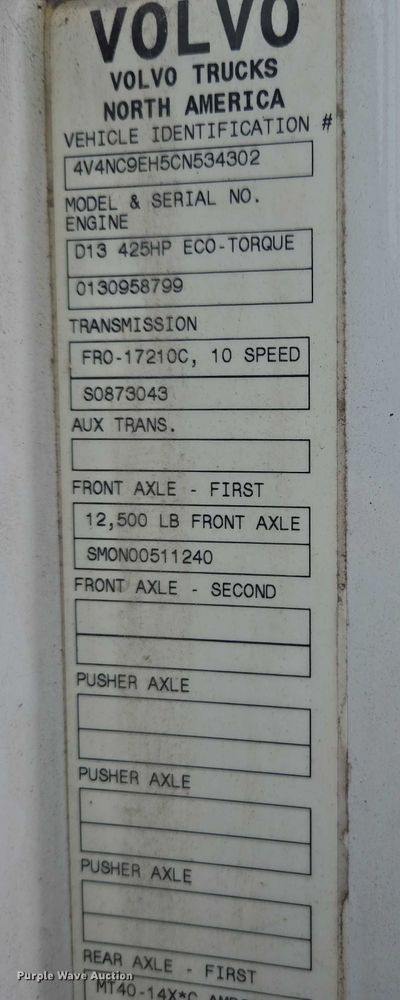 VOLVO
VOLVO TRUCKS
NORTH AMERICA
VEHICLE IDENTIFICATION #
4V4NC9EH5CN534302
MODEL & SERIAL NO.
ENGINE
D13 425HP ECO-TORQUE
0130958799
TRANSMISSION
FRO-17210C, 10 SPEED
S0873043
AUX TRANS.
FRONT AXLE - FIRST
12,500 LB FRONT AXLE
SMON00511240
FRONT AXLE - SECOND
PUSHER AXLE
PUSHER AXLE
PUSHER AXLE
REAR AXLE - FIRST
MT40-14X*C
Purple Wave Auction